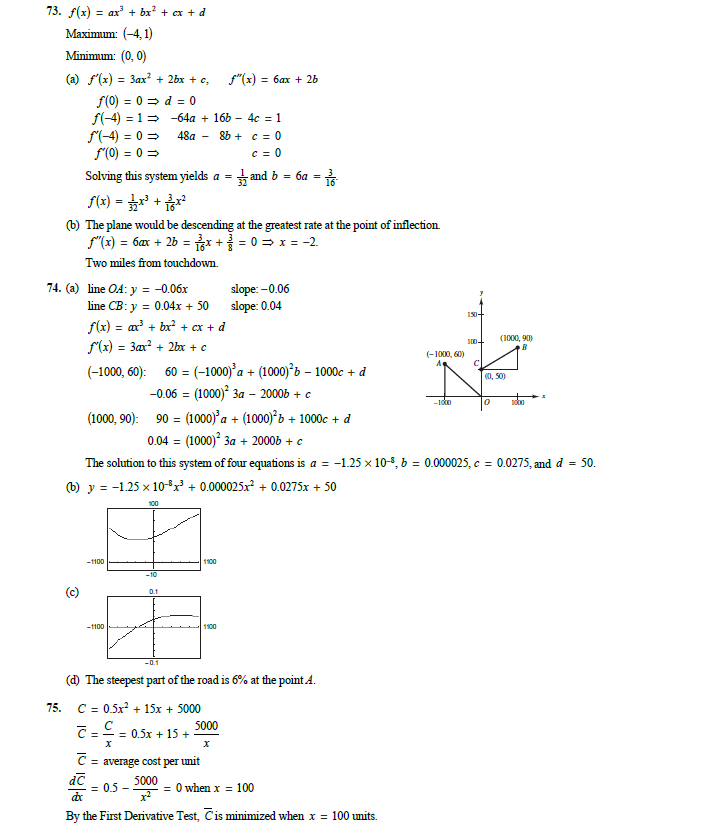 73. f(x) = ax³ + bx² + cx + d
Maximum: (−4, 1)
Minimum: (0, 0)
(a) f′(x) = 3ax² + 2bx + c, f″(x) = 6ax + 2b
f(0) = 0 ⇒ d = 0
f(−4) = 1 ⇒ −64a + 16b − 4c = 1
f′(−4) = 0 ⇒ 48a − 8b + c = 0
f′(0) = 0 ⇒ c = 0
Solving this system yields a = 1/32 and b = 6a = 3/16.
f(x) = 1/32 x³ + 3/16 x²
(b) The plane would be descending at the greatest rate at the point of inflection.
f″(x) = 6ax + 2b = 3/16 x + 3/8 = 0 ⇒ x = −2.
Two miles from touchdown.
74. (a) line OA: y = −0.06x slope: −0.06
line CB: y = 0.04x + 50 slope: 0.04
f(x) = ax³ + bx² + cx + d
f′(x) = 3ax² + 2bx + c
(−1000, 60): 60 = (−1000)³a + (1000)²b − 1000c + d
−0.06 = (1000)² 3a − 2000b + c
(1000, 90): 90 = (1000)³a + (1000)²b + 1000c + d
0.04 = (1000)² 3a + 2000b + c
y
150
100
(1000, 90)
B
(−1000, 60)
A
C
(0, 50)
x
−1000
O
1000
The solution to this system of four equations is a = −1.25 × 10⁻⁸, b = 0.000025, c = 0.0275, and d = 50.
(b) y = −1.25 × 10⁻⁸x³ + 0.000025x² + 0.0275x + 50
100
−1100
1100
−10
(c)
0.1
−1100
1100
−0.1
(d) The steepest part of the road is 6% at the point A.
75. C = 0.5x² + 15x + 5000
C̅ = C/x = 0.5x + 15 + 5000/x
C̅ = average cost per unit
dC̅/dx = 0.5 − 5000/x² = 0 when x = 100
By the First Derivative Test, C̅ is minimized when x = 100 units.